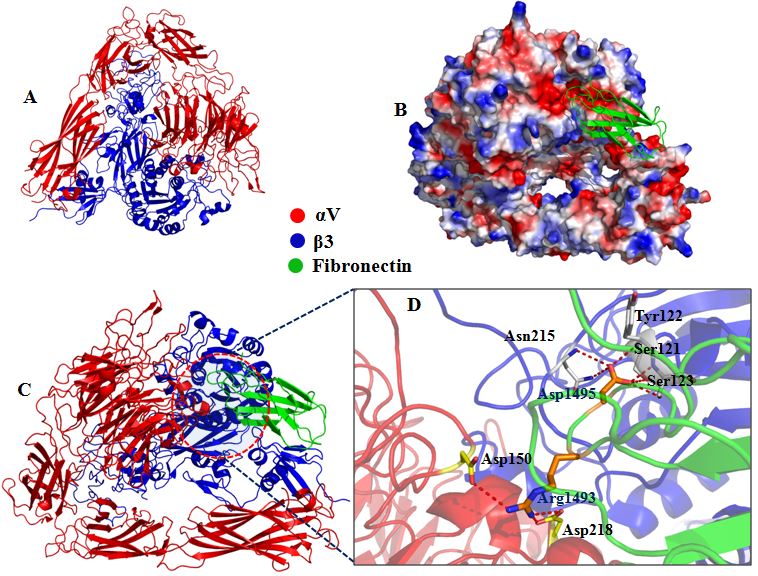 A
B
αV
β3
Fibronectin
C
D
Tyr122
Asn215
Ser121
Ser123
Asp1495
Asp150
Arg1493
Asp218